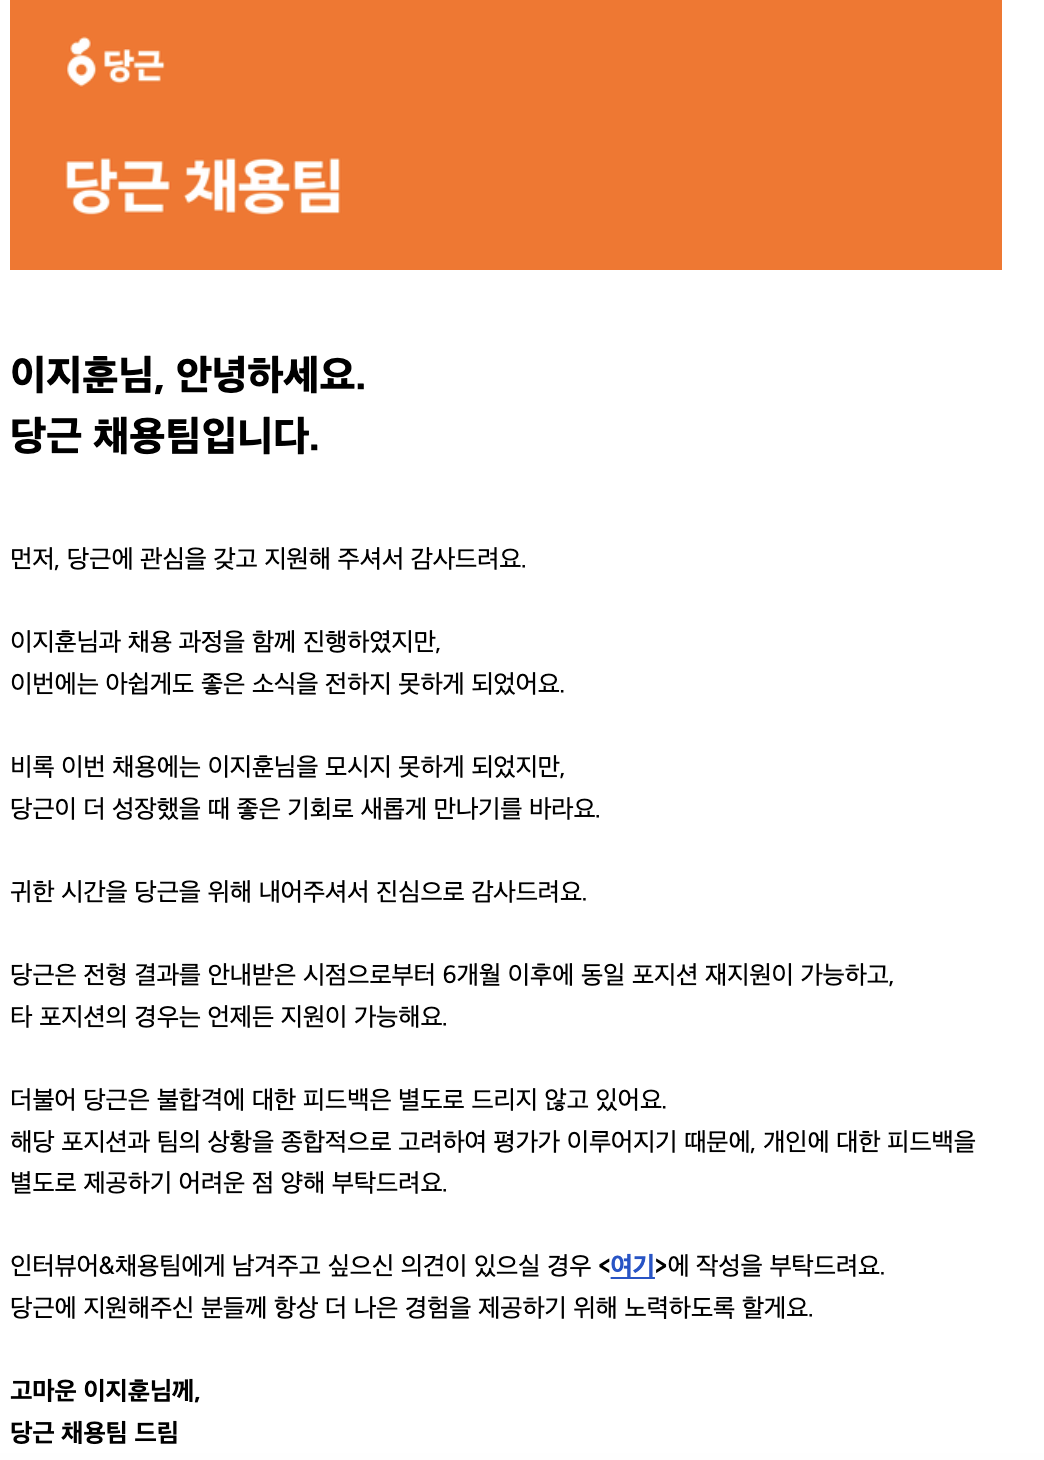 당근
당근 채용팀
이지훈님, 안녕하세요.
당근 채용팀입니다.
먼저, 당근에 관심을 갖고 지원해 주셔서 감사드려요.
이지훈님과 채용 과정을 함께 진행하였지만,
이번에는 아쉽게도 좋은 소식을 전하지 못하게 되었어요.
비록 이번 채용에는 이지훈님을 모시지 못하게 되었지만,
당근이 더 성장했을 때 좋은 기회로 새롭게 만나기를 바라요.
귀한 시간을 당근을 위해 내어주셔서 진심으로 감사드려요.
당근은 전형 결과를 안내받은 시점으로부터 6개월 이후에 동일 포지션 재지원이 가능하고,
타 포지션의 경우는 언제든 지원이 가능해요.
더불어 당근은 불합격에 대한 피드백은 별도로 드리지 않고 있어요.
해당 포지션과 팀의 상황을 종합적으로 고려하여 평가가 이루어지기 때문에, 개인에 대한 피드백을
별도로 제공하기 어려운 점 양해 부탁드려요.
인터뷰어&채용팀에게 남겨주고 싶으신 의견이 있으실 경우 <여기>에 작성을 부탁드려요.
당근에 지원해주신 분들께 항상 더 나은 경험을 제공하기 위해 노력하도록 할게요.
고마운 이지훈님께,
당근 채용팀 드림